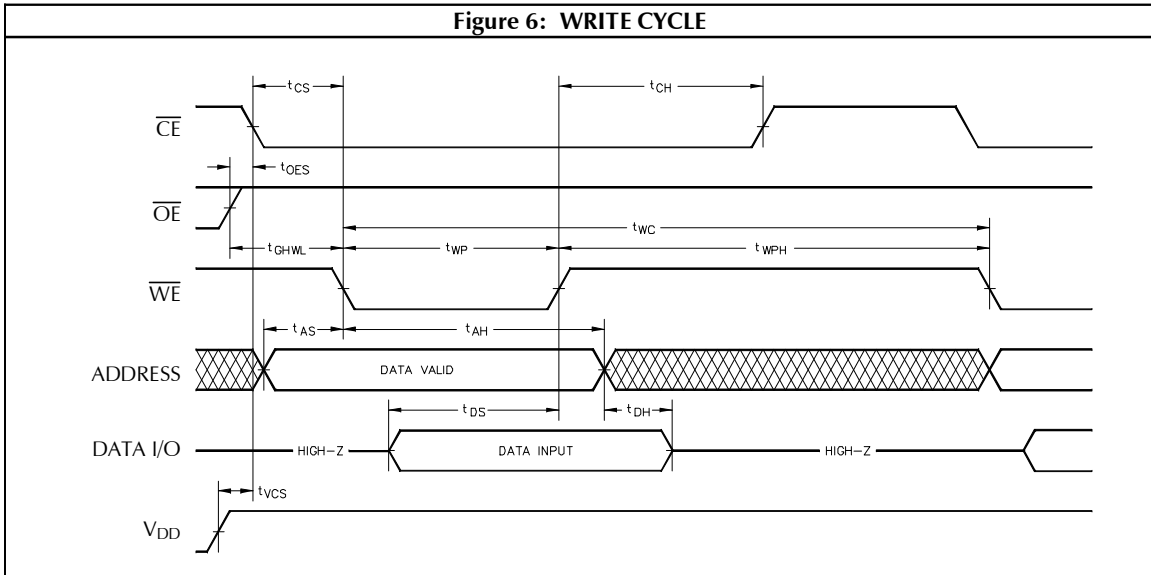 Figure 6: WRITE CYCLE
tCS
tCH
CE
tOES
OE
tWC
tGHWL
tWP
tWPH
WE
tAS
tAH
ADDRESS
DATA VALID
tDS
tDH
DATA I/O
HIGH-Z
DATA INPUT
HIGH-Z
tVCS
VDD